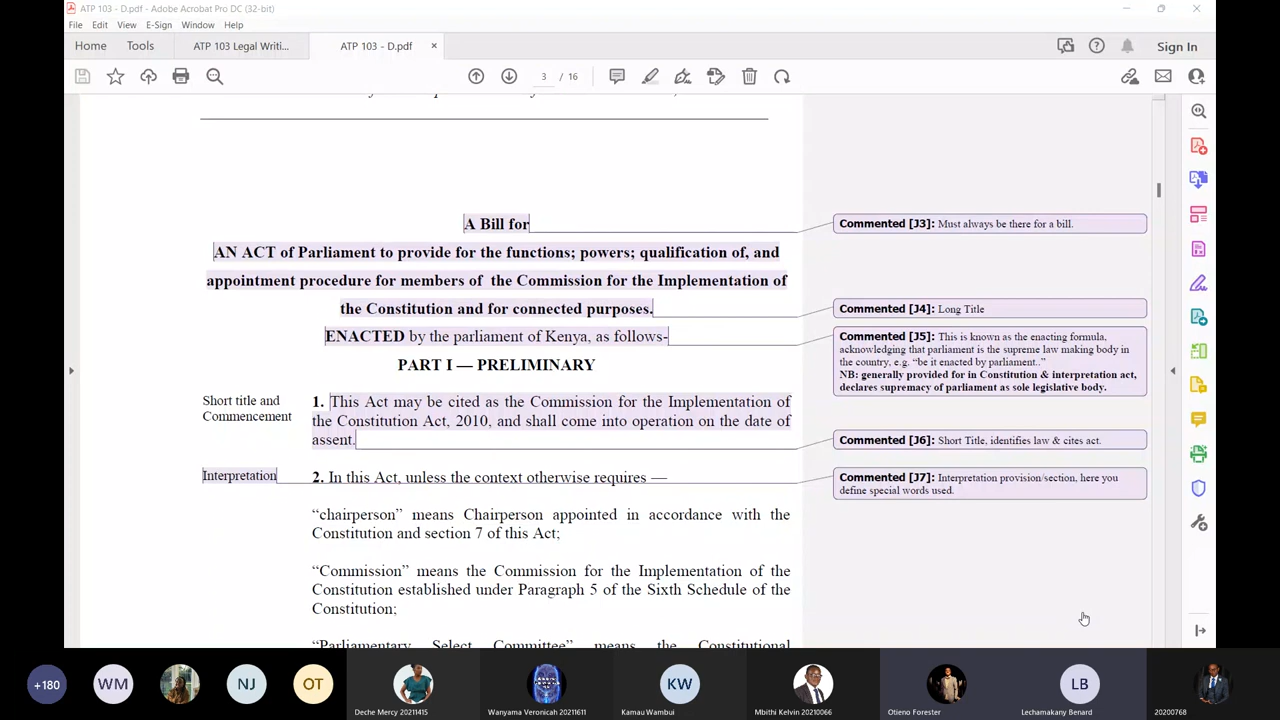 ATP 103 - D.pdf - Adobe Acrobat Pro DC (32-bit)
File Edit View E-Sign Window Help
Home Tools ATP 103 Legal Writi... ATP 103 - D.pdf × Sign In
3 / 16
A Bill for
AN ACT of Parliament to provide for the functions; powers; qualification of, and
appointment procedure for members of the Commission for the Implementation of
the Constitution and for connected purposes.
ENACTED by the parliament of Kenya, as follows-
PART I — PRELIMINARY
Short title and
Commencement
1. This Act may be cited as the Commission for the Implementation of
the Constitution Act, 2010, and shall come into operation on the date of
assent.
Interpretation
2. In this Act, unless the context otherwise requires —
“chairperson” means Chairperson appointed in accordance with the
Constitution and section 7 of this Act;
“Commission” means the Commission for the Implementation of the
Constitution established under Paragraph 5 of the Sixth Schedule of the
Constitution;
“Parliamentary Select Committee” means the Constitutional
Commented [J3]: Must always be there for a bill.
Commented [J4]: Long Title
Commented [J5]: This is known as the enacting formula,
acknowledging that parliament is the supreme law making body in
the country, e.g. “be it enacted by parliament..”
NB: generally provided for in Constitution & interpretation act,
declares supremacy of parliament as sole legislative body.
Commented [J6]: Short Title, identifies law & cites act.
Commented [J7]: Interpretation provision/section, here you
define special words used.
+180 WM NJ OT KW LB
Deche Mercy 20211415 Wanyama Veronicah 20211611 Kamau Wambui Mbithi Kelvin 20210066 Otieno Forester Lechamakany Benard 20200768